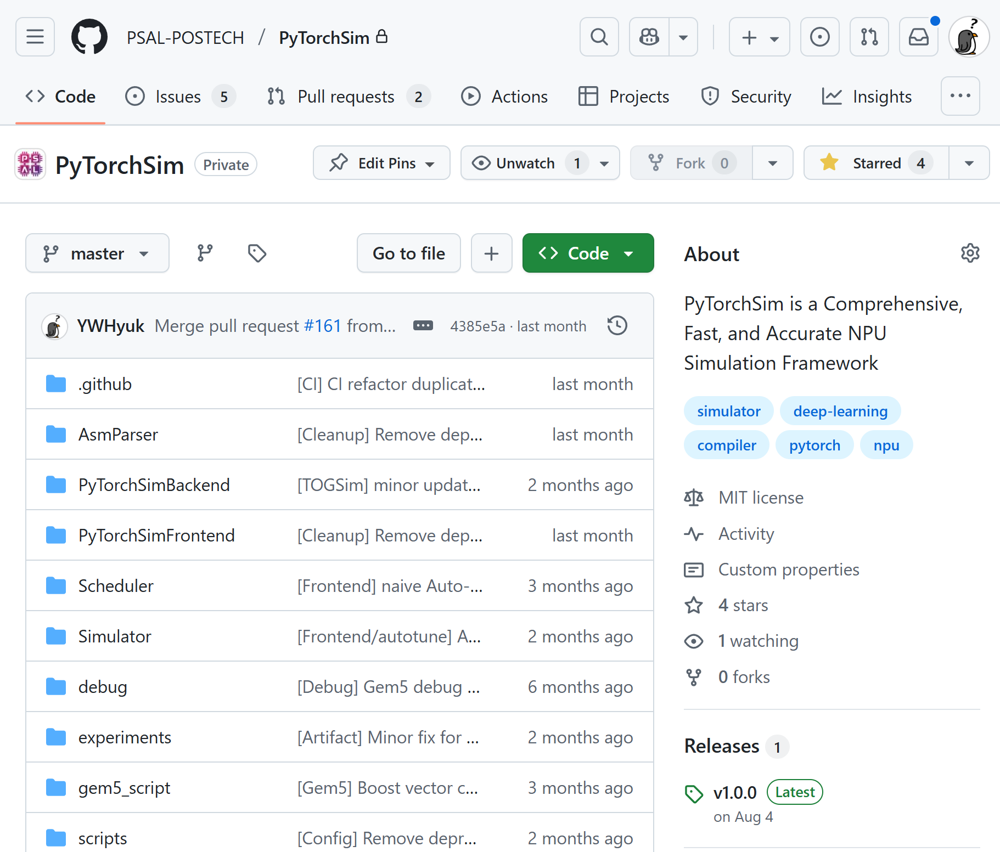 PSAL-POSTECH / PyTorchSim
Code
Issues 5
Pull requests 2
Actions
Projects
Security
Insights
PSAL
PyTorchSim Private
Edit Pins
Unwatch 1
Fork 0
Starred 4
master
Go to file
Code
YWHyuk Merge pull request #161 from... 4385e5a · last month
.github [CI] CI refactor duplicat... last month
AsmParser [Cleanup] Remove dep... last month
PyTorchSimBackend [TOGSim] minor updat... 2 months ago
PyTorchSimFrontend [Cleanup] Remove dep... last month
Scheduler [Frontend] naive Auto-... 3 months ago
Simulator [Frontend/autotune] A... 2 months ago
debug [Debug] Gem5 debug ... 6 months ago
experiments [Artifact] Minor fix for ... 2 months ago
gem5_script [Gem5] Boost vector c... 3 months ago
scripts [Config] Remove depr... 2 months ago
About
PyTorchSim is a Comprehensive,
Fast, and Accurate NPU
Simulation Framework
simulator deep-learning
compiler pytorch npu
MIT license
Activity
Custom properties
4 stars
1 watching
0 forks
Releases 1
v1.0.0 Latest
on Aug 4